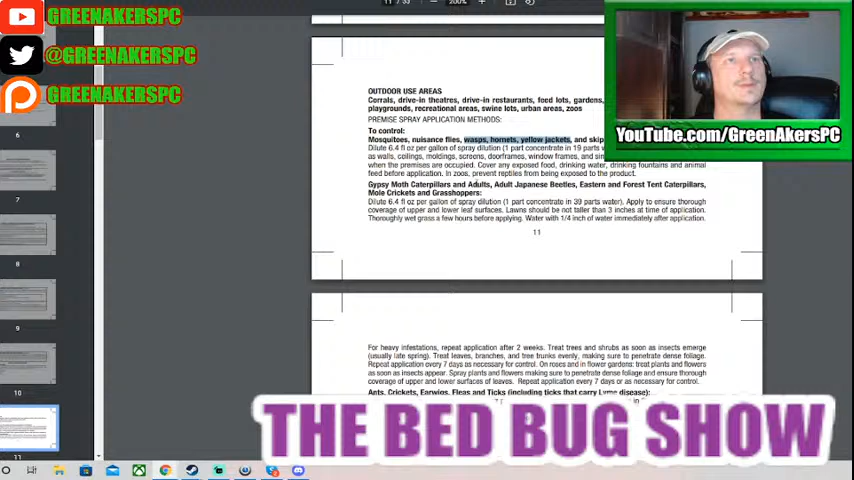 GREENAKERSPC
@GREENAKERSPC
GREENAKERSPC
11 / 33
200%
OUTDOOR USE AREAS
Corrals, drive-in theatres, drive-in restaurants, feed lots, gardens,
playgrounds, recreational areas, swine lots, urban areas, zoos
PREMISE SPRAY APPLICATION METHODS:
To control:
Mosquitoes, nuisance flies, wasps, hornets, yellow jackets, and skip
Dilute 6.4 fl oz per gallon of spray dilution (1 part concentrate in 19 parts w
as walls, ceilings, moldings, screens, doorframes, window frames, and sin
when the premises are occupied. Cover any exposed food, drinking water, drinking fountains and animal
feed before application. In zoos, prevent reptiles from being exposed to the product.
Gypsy Moth Caterpillars and Adults, Adult Japanese Beetles, Eastern and Forest Tent Caterpillars,
Mole Crickets and Grasshoppers:
Dilute 6.4 fl oz per gallon of spray dilution (1 part concentrate in 39 parts water). Apply to ensure thorough
coverage of upper and lower leaf surfaces. Lawns should be not taller than 3 inches at time of application.
Thoroughly wet grass a few hours before applying. Water with 1/4 inch of water immediately after application.
11
For heavy infestations, repeat application after 2 weeks. Treat trees and shrubs as soon as insects emerge
(usually late spring). Treat leaves, branches, and tree trunks evenly, making sure to penetrate dense foliage.
Repeat application every 7 days as necessary for control. On roses and in flower gardens: treat plants and flowers
as soon as insects appear. Spray plants and flowers making sure to penetrate dense foliage and ensure thorough
coverage of upper and lower surfaces of leaves. Repeat application every 7 days or as necessary for control.
Ants, Crickets, Earwigs, Fleas and Ticks (including ticks that carry Lyme disease):
6
7
8
9
10
11
YouTube.com/GreenAkersPC
THE BED BUG SHOW